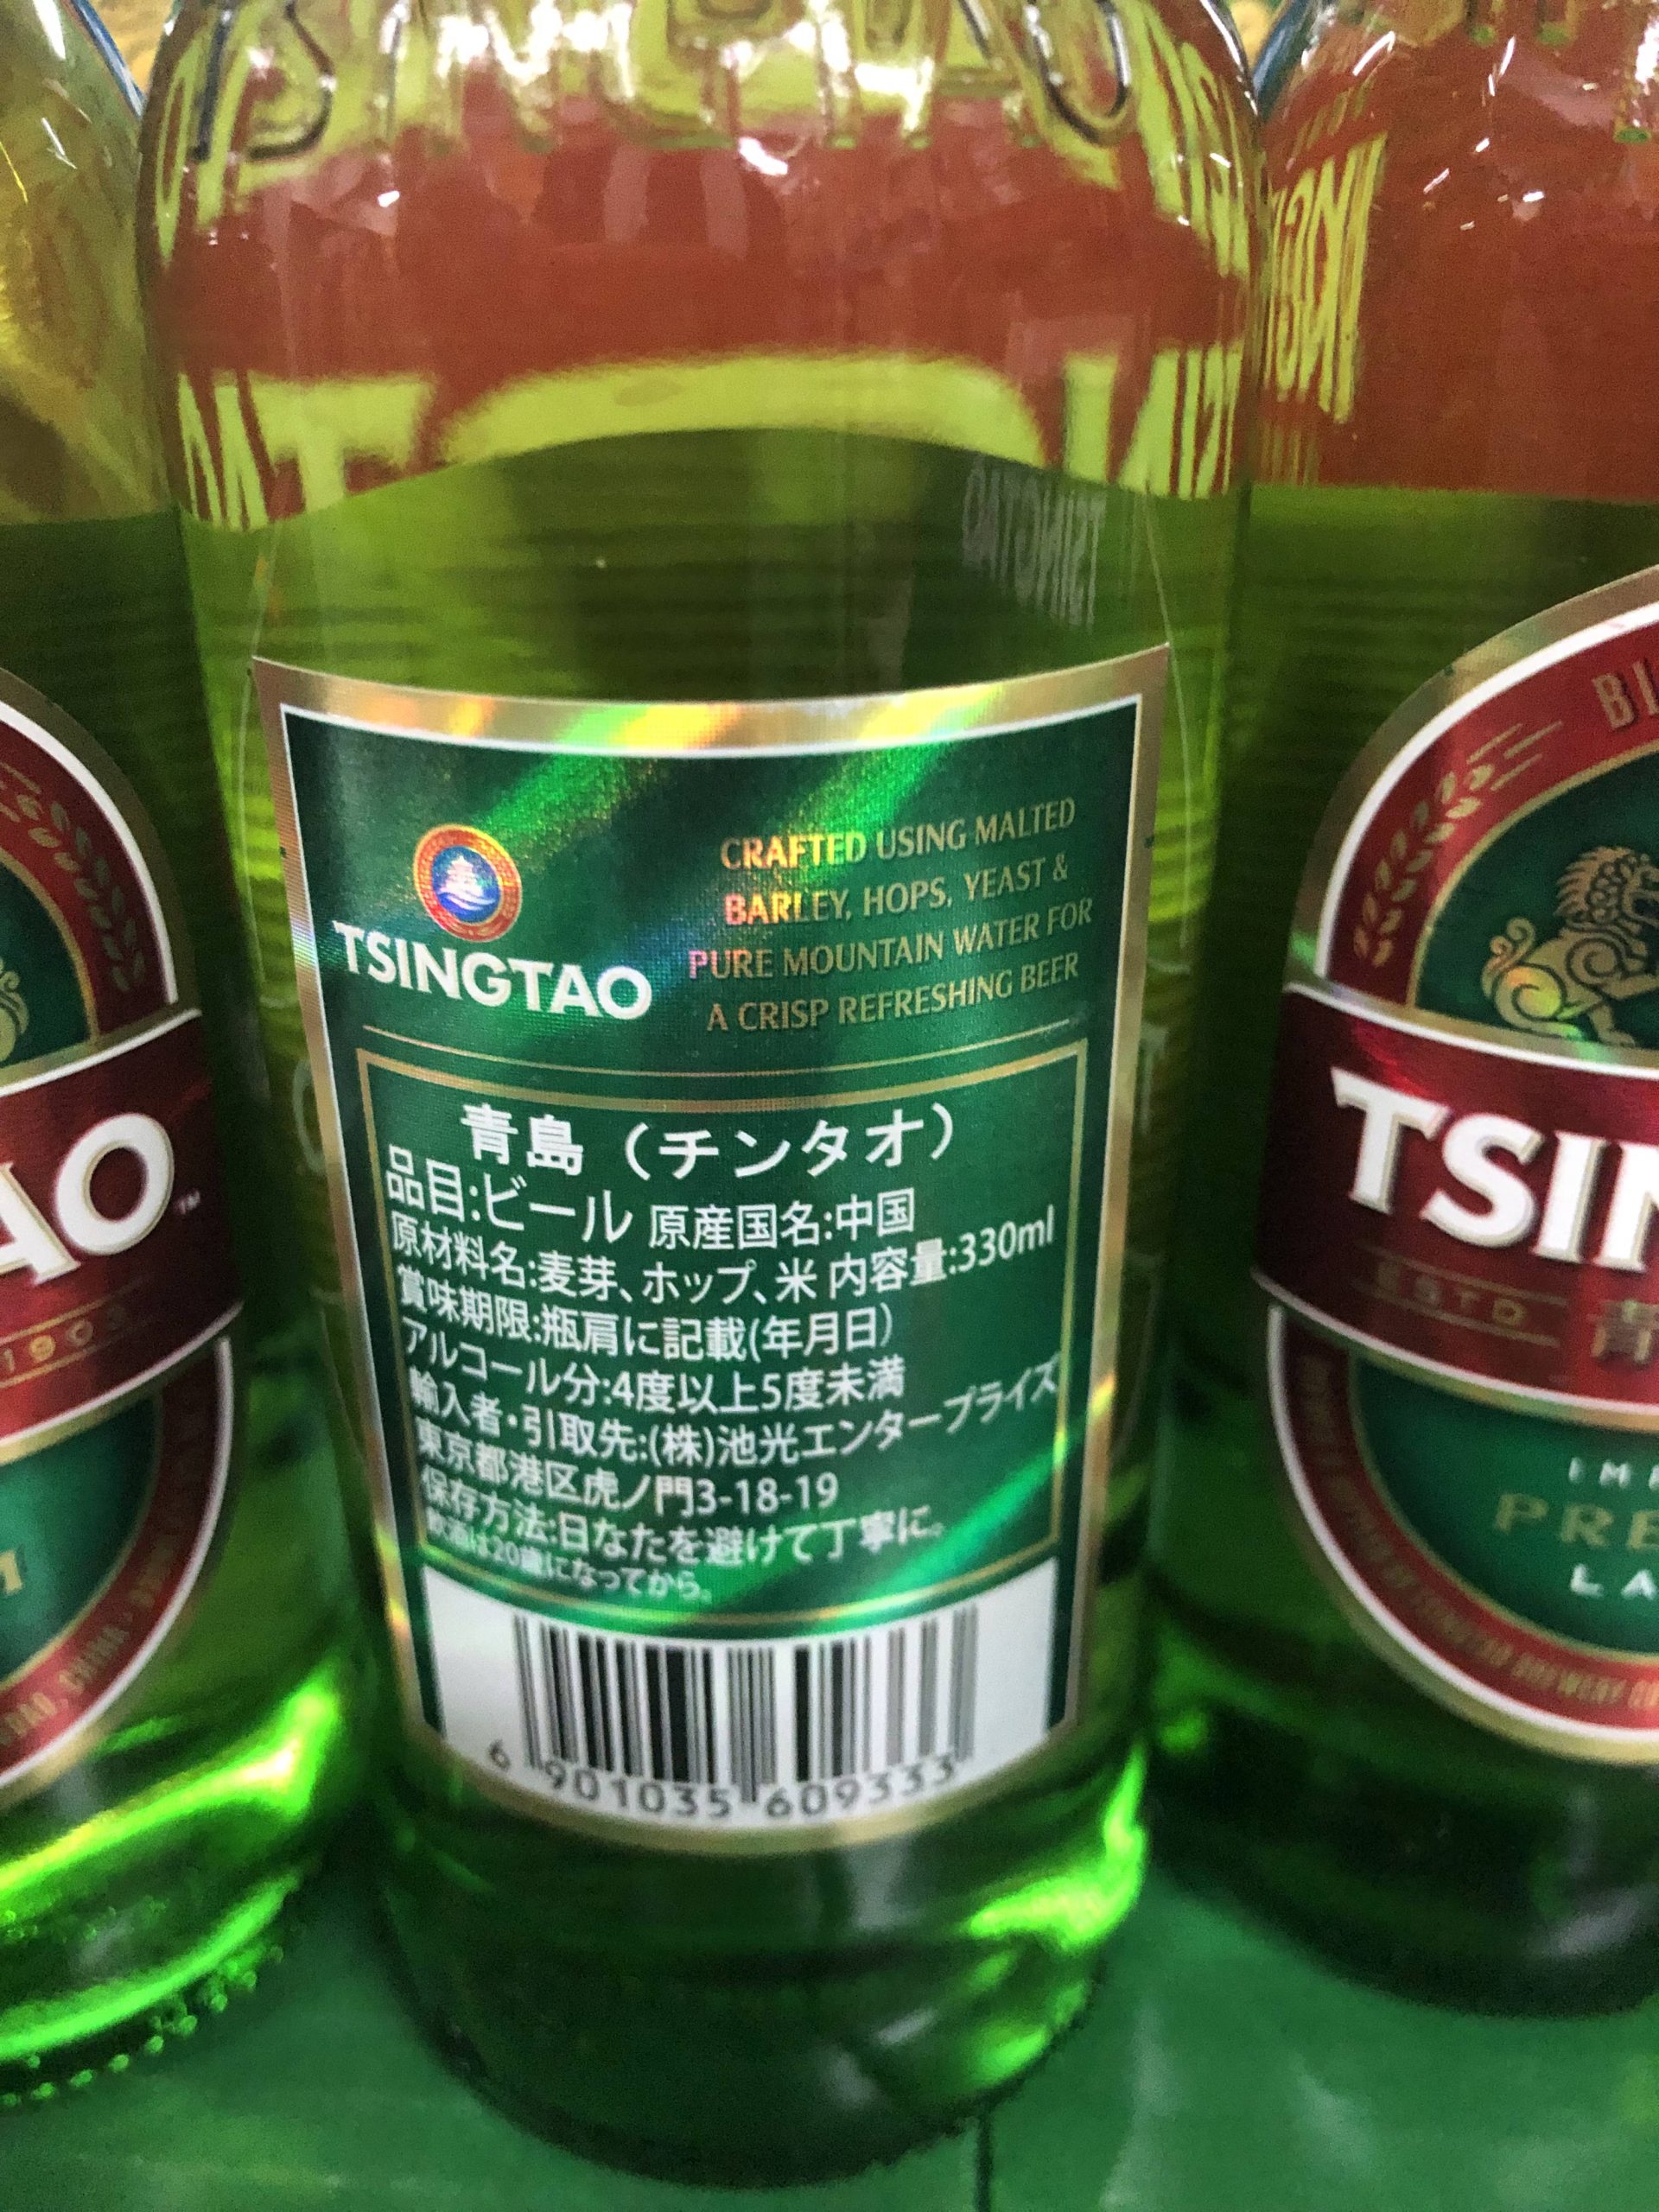 TSINGTAO
CRAFTED USING MALTED
BARLEY, HOPS, YEAST &
PURE MOUNTAIN WATER FOR
A CRISP REFRESHING BEER
青島（チンタオ）
品目:ビール 原産国名:中国
原材料名:麦芽、ホップ、米 内容量:330ml
賞味期限:瓶肩に記載(年月日)
アルコール分:4度以上5度未満
輸入者・引取先:(株)池光エンタープライズ
東京都港区虎ノ門3-18-19
保存方法:日なたを避けて丁寧に。
飲酒は20歳になってから。
6 901035 609333
AO
1903
TSIN
ESTD
青